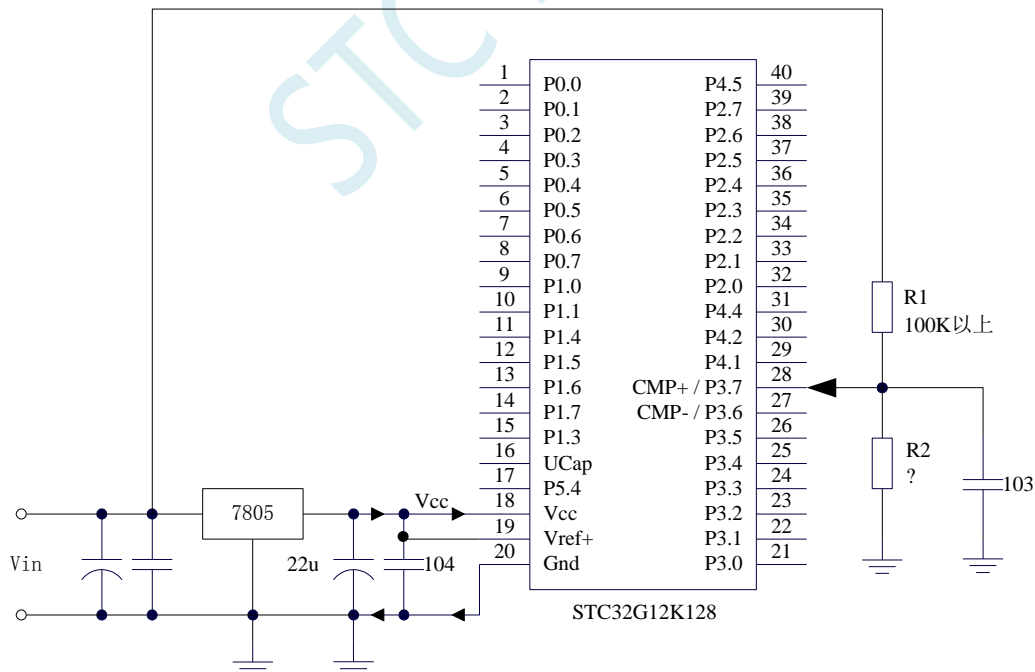 STC
1 P0.0 P4.5 40
2 P0.1 P2.7 39
3 P0.2 P2.6 38
4 P0.3 P2.5 37
5 P0.4 P2.4 36
6 P0.5 P2.3 35
7 P0.6 P2.2 34
8 P0.7 P2.1 33
9 P1.0 P2.0 32
10 P1.1 P4.4 31
11 P1.4 P4.2 30
12 P1.5 P4.1 29
13 P1.6 CMP+ / P3.7 28
14 P1.7 CMP- / P3.6 27
15 P1.3 P3.5 26
16 UCap P3.4 25
17 P5.4 P3.3 24
18 Vcc P3.2 23
19 Vref+ P3.1 22
20 Gnd P3.0 21
STC32G12K128
R1
100K以上
R2
?
103
7805
Vcc
Vin
22u
104